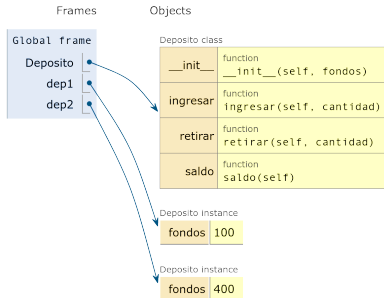 Frames Objects
Global frame
Deposito
dep1
dep2
Deposito class
__init__ function
__init__(self, fondos)
ingresar function
ingresar(self, cantidad)
retirar function
retirar(self, cantidad)
saldo function
saldo(self)
Deposito instance
fondos 100
Deposito instance
fondos 400